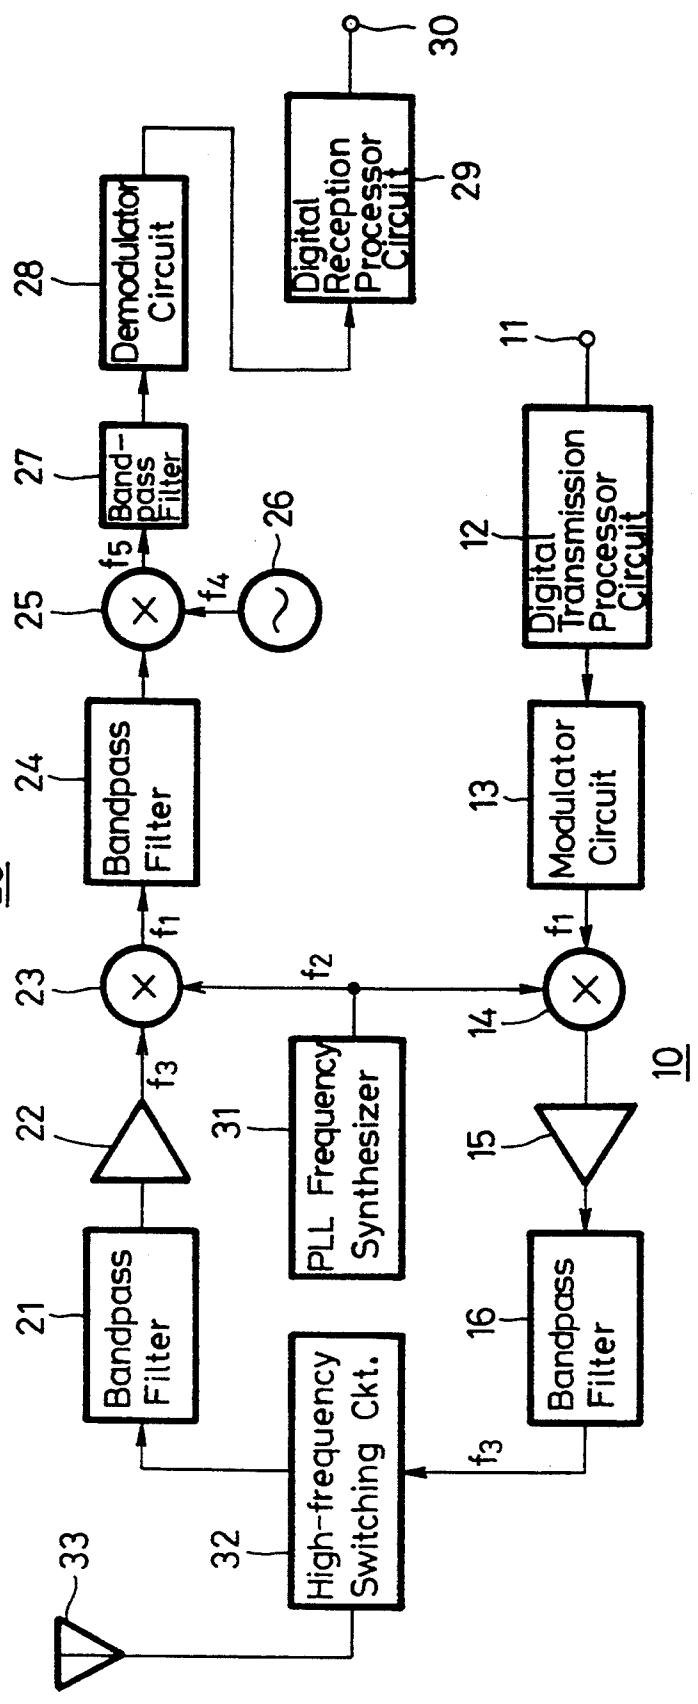 33
21
22
23
24
25
27
28
Bandpass
Filter
f3
f1
Bandpass
Filter
f5
Band-
pass
Filter
Demodulator
Circuit
f4
26
30
Digital
Reception
Processor
Circuit
29
32
High-frequency
Switching Ckt.
31
PLL Frequency
Synthesizer
f2
11
f3
16
Bandpass
Filter
15
14
f1
13
Modulator
Circuit
12
Digital
Transmission
Processor
Circuit
10